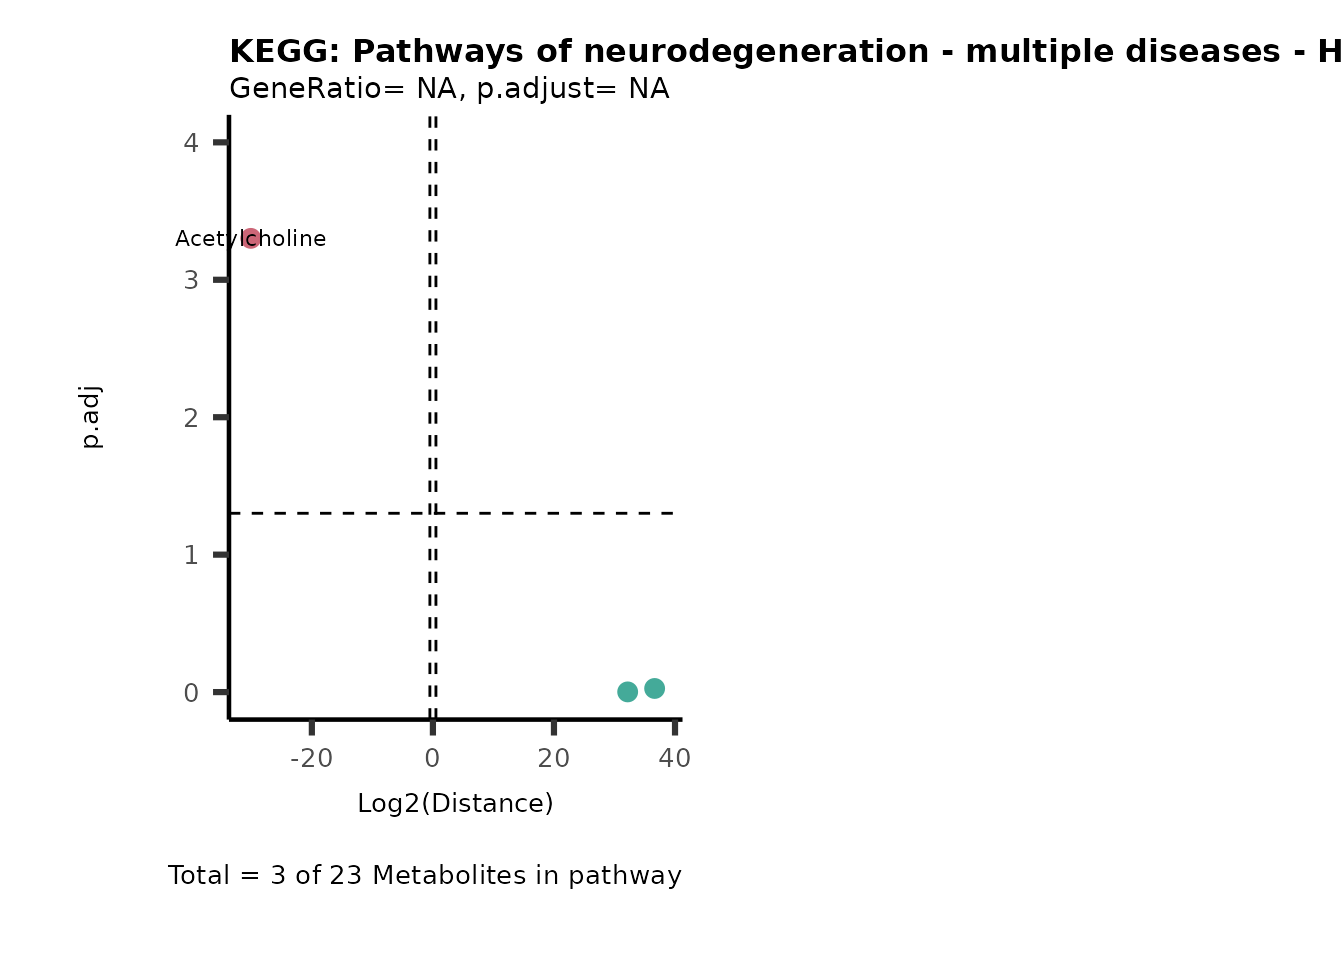 KEGG: Pathways of neurodegeneration - multiple diseases - H
GeneRatio= NA, p.adjust= NA
4
Acetylcholine
3
p.adj
2
1
0
-20 0 20 40
Log2(Distance)
Total = 3 of 23 Metabolites in pathway